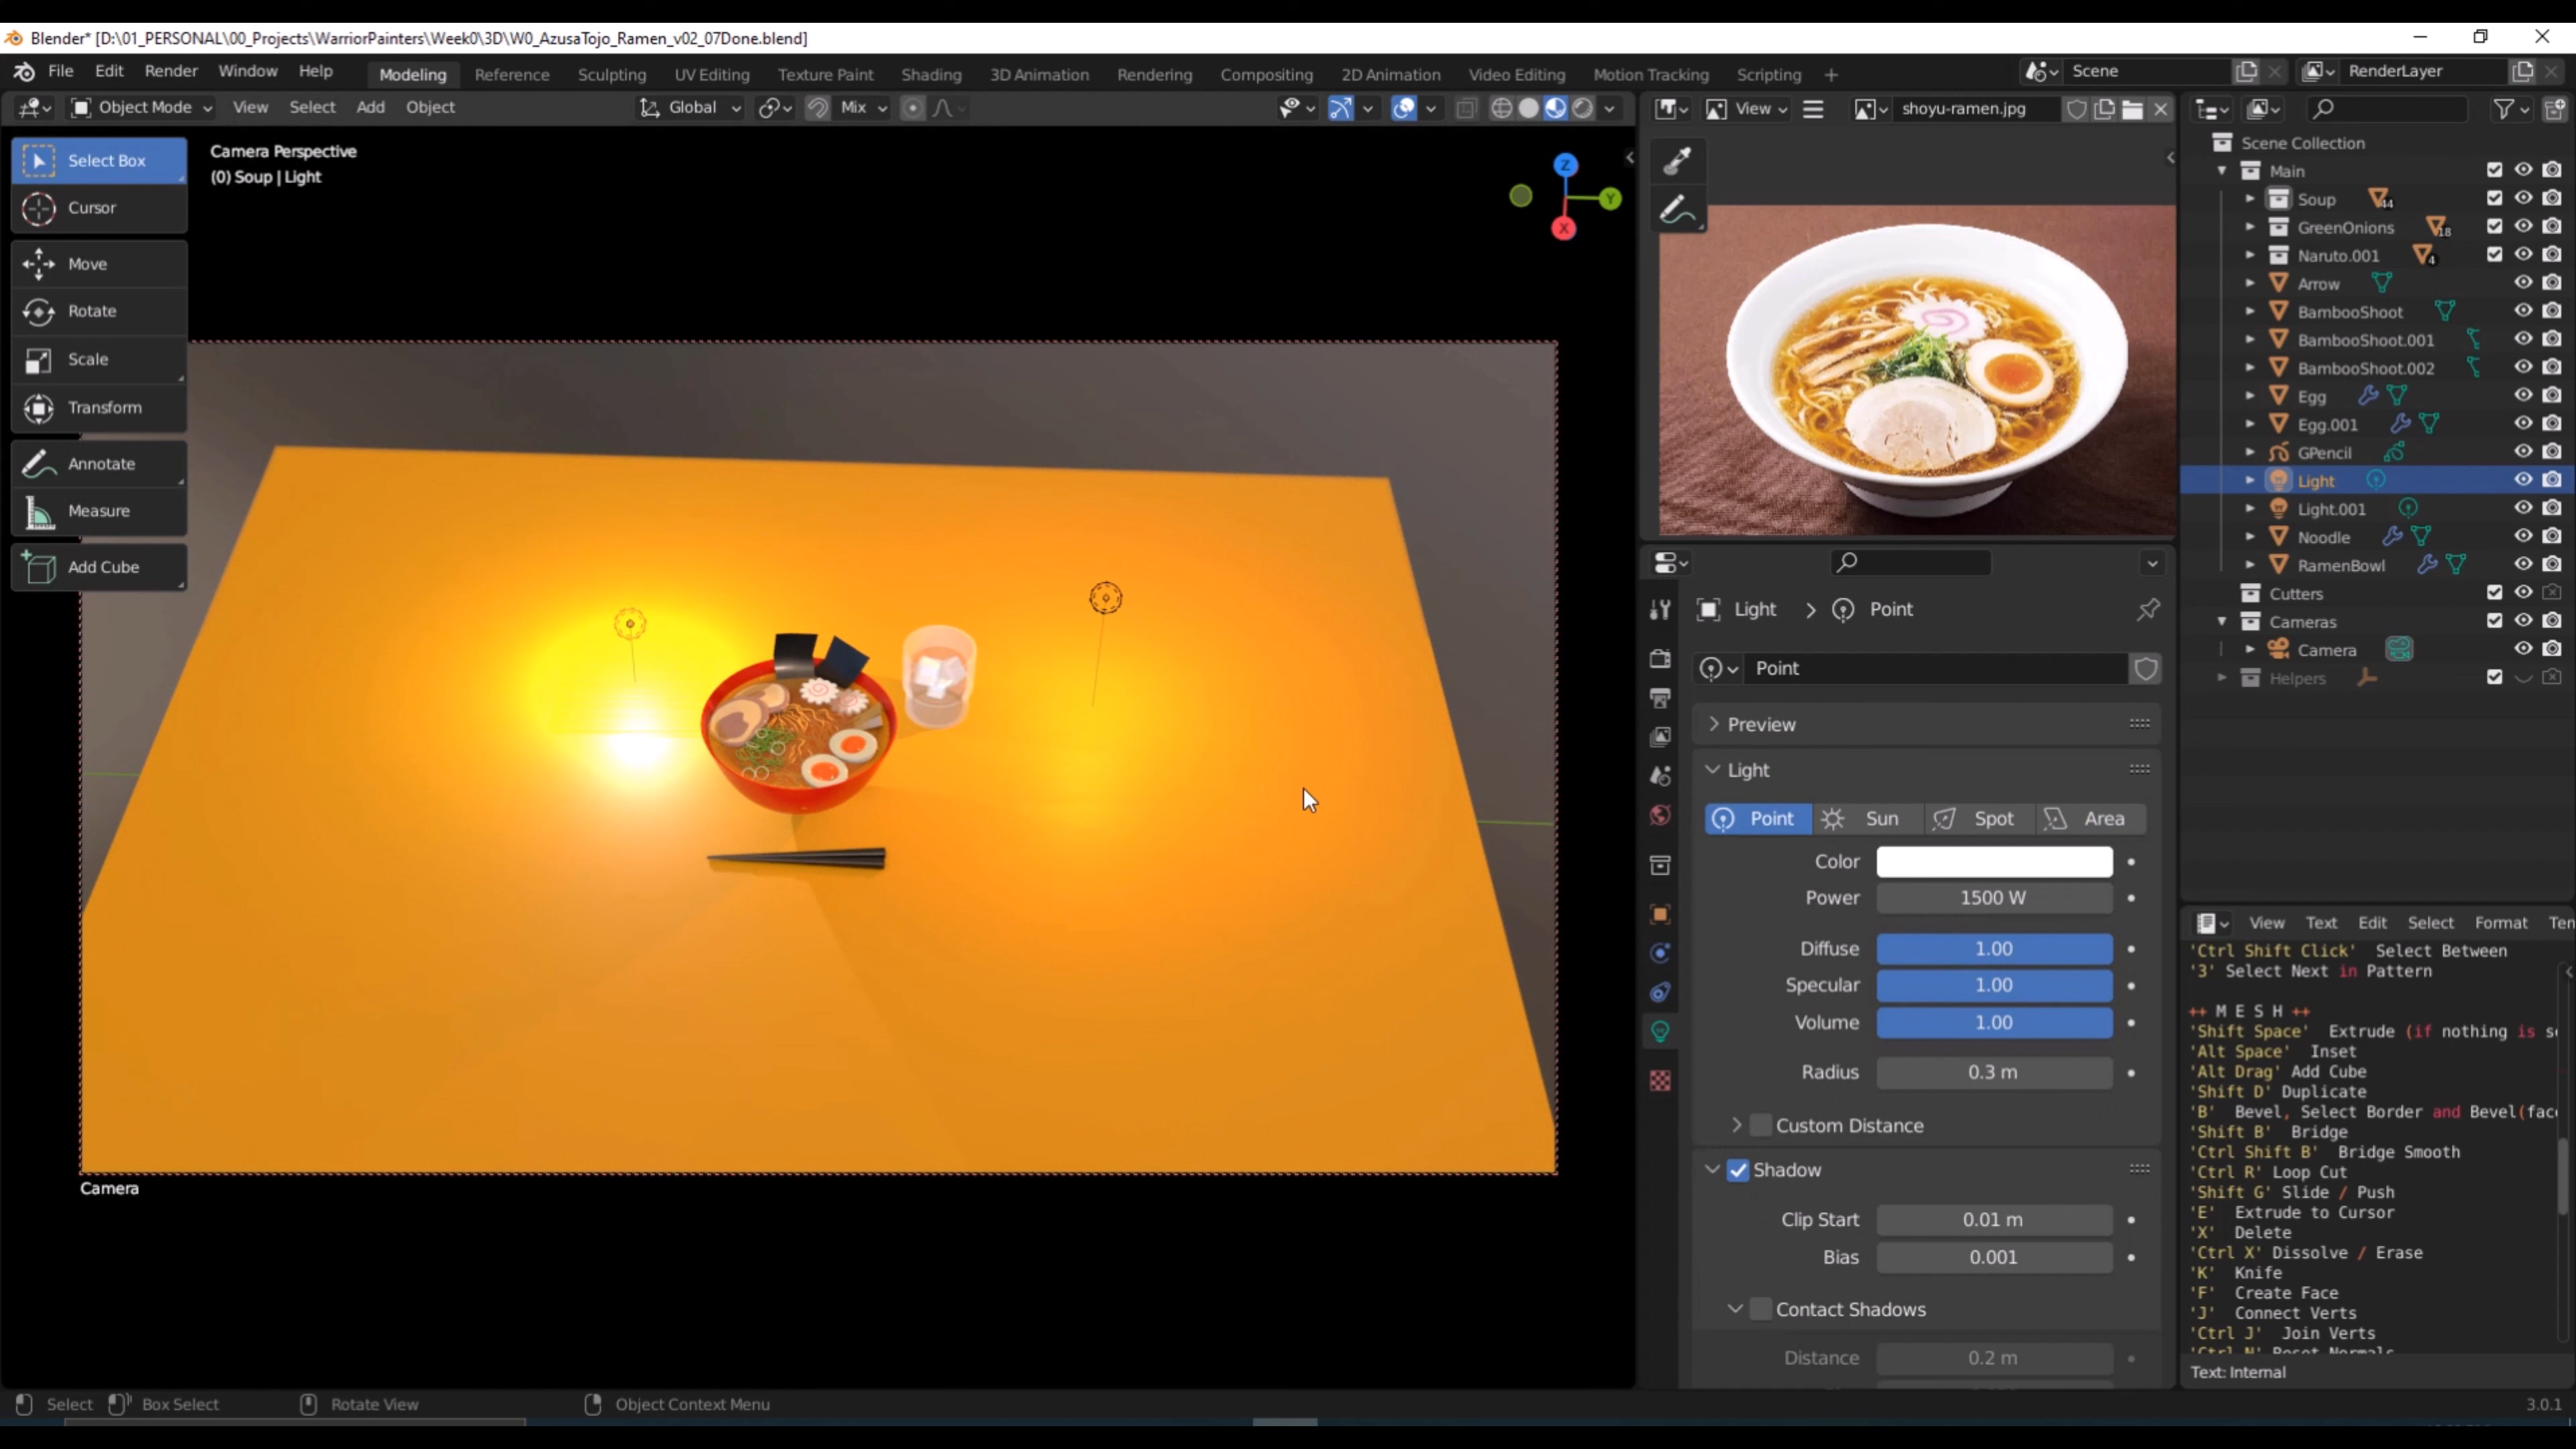 Blender* [D:\01_PERSONAL\00_Projects\WarriorPainters\Week0\3D\W0_AzusaTojo_Ramen_v02_07Done.blend]
File Edit Render Window Help Modeling Reference Sculpting UV Editing Texture Paint Shading 3D Animation Rendering Compositing 2D Animation Video Editing Motion Tracking Scripting + Scene RenderLayer
Object Mode View Select Add Object Global Mix View shoyu-ramen.jpg
Select Box
Cursor
Move
Rotate
Scale
Transform
Annotate
Measure
Add Cube
Camera Perspective
(0) Soup | Light
Z
Y
X
Camera
Light > Point
Point
Preview
Light
Point Sun Spot Area
Color
Power 1500 W
Diffuse 1.00
Specular 1.00
Volume 1.00
Radius 0.3 m
Custom Distance
Shadow
Clip Start 0.01 m
Bias 0.001
Contact Shadows
Distance 0.2 m
Scene Collection
Main
Soup 44
GreenOnions 18
Naruto.001 4
Arrow
BambooShoot
BambooShoot.001
BambooShoot.002
Egg
Egg.001
GPencil
Light
Light.001
Noodle
RamenBowl
Cutters
Cameras
Camera
Helpers
View Text Edit Select Format Ten
'Ctrl Shift Click' Select Between
'3' Select Next in Pattern
++ M E S H ++
'Shift Space' Extrude (if nothing is s
'Alt Space' Inset
'Alt Drag' Add Cube
'Shift D' Duplicate
'B' Bevel, Select Border and Bevel(fac
'Shift B' Bridge
'Ctrl Shift B' Bridge Smooth
'Ctrl R' Loop Cut
'Shift G' Slide / Push
'E' Extrude to Cursor
'X' Delete
'Ctrl X' Dissolve / Erase
'K' Knife
'F' Create Face
'J' Connect Verts
'Ctrl J' Join Verts
'Ctrl N' Reset Normals
Text: Internal
Select Box Select Rotate View Object Context Menu 3.0.1